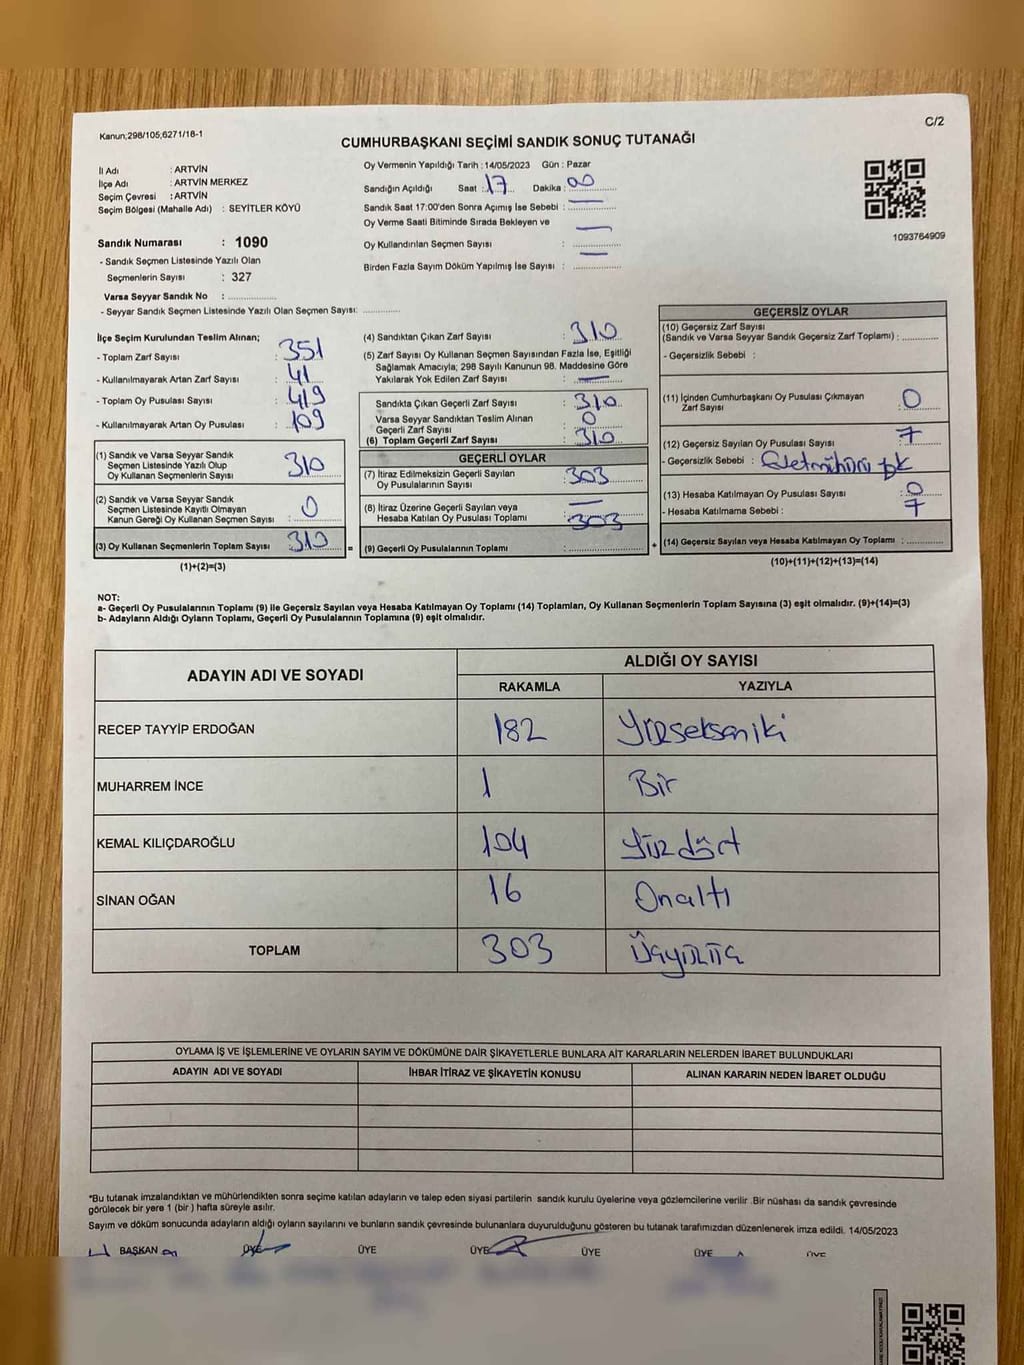 Kanun;298/105;6271/18-1
C/2
CUMHURBAŞKANI SEÇİMİ SANDIK SONUÇ TUTANAĞI
İl Adı : ARTVİN
İlçe Adı : ARTVİN MERKEZ
Seçim Çevresi : ARTVİN
Seçim Bölgesi (Mahalle Adı) : SEYİTLER KÖYÜ
Oy Vermenin Yapıldığı Tarih : 14/05/2023 Gün : Pazar
Sandığın Açıldığı Saat : 17 Dakika : 00
Sandık Saat 17:00'den Sonra Açımış İse Sebebi : —
Oy Verme Saati Bitiminde Sırada Bekleyen ve
Oy Kullandırılan Seçmen Sayısı : —
Birden Fazla Sayım Döküm Yapılmış İse Sayısı : —
1093764909
Sandık Numarası : 1090
- Sandık Seçmen Listesinde Yazılı Olan
Seçmenlerin Sayısı : 327
Varsa Seyyar Sandık No :
- Seyyar Sandık Seçmen Listesinde Yazılı Olan Seçmen Sayısı:
İlçe Seçim Kurulundan Teslim Alınan;
- Toplam Zarf Sayısı : 351
- Kullanılmayarak Artan Zarf Sayısı : 41
- Toplam Oy Pusulası Sayısı : 419
- Kullanılmayarak Artan Oy Pusulası : 109
(1) Sandık ve Varsa Seyyar Sandık
Seçmen Listesinde Yazılı Olup
Oy Kullanan Seçmenlerin Sayısı : 310
(2) Sandık ve Varsa Seyyar Sandık
Seçmen Listesinde Kayıtlı Olmayan
Kanun Gereği Oy Kullanan Seçmen Sayısı : 0
(3) Oy Kullanan Seçmenlerin Toplam Sayısı : 310
(1)+(2)=(3)
=
(4) Sandıktan Çıkan Zarf Sayısı : 310
(5) Zarf Sayısı Oy Kullanan Seçmen Sayısından Fazla İse, Eşitliği
Sağlamak Amacıyla; 298 Sayılı Kanunun 98. Maddesine Göre
Yakılarak Yok Edilen Zarf Sayısı : —
Sandıkta Çıkan Geçerli Zarf Sayısı : 310
Varsa Seyyar Sandıktan Teslim Alınan
Geçerli Zarf Sayısı : 0
(6) Toplam Geçerli Zarf Sayısı : 310
GEÇERLİ OYLAR
(7) İtiraz Edilmeksizin Geçerli Sayılan
Oy Pusulalarının Sayısı : 303
(8) İtiraz Üzerine Geçerli Sayılan veya
Hesaba Katılan Oy Pusulası Toplamı : —
303
(9) Geçerli Oy Pusulalarının Toplamı :
+
GEÇERSİZ OYLAR
(10) Geçersiz Zarf Sayısı
(Sandık ve Varsa Seyyar Sandık Geçersiz Zarf Toplamı) :
- Geçersizlik Sebebi :
(11) İçinden Cumhurbaşkanı Oy Pusulası Çıkmayan
Zarf Sayısı : 0
(12) Geçersiz Sayılan Oy Pusulası Sayısı : 7
- Geçersizlik Sebebi :
(13) Hesaba Katılmayan Oy Pusulası Sayısı : 0
- Hesaba Katılmama Sebebi : 7
(14) Geçersiz Sayılan veya Hesaba Katılmayan Oy Toplamı :
(10)+(11)+(12)+(13)=(14)
NOT:
a- Geçerli Oy Pusulalarının Toplamı (9) ile Geçersiz Sayılan veya Hesaba Katılmayan Oy Toplamı (14) Toplamları, Oy Kullanan Seçmenlerin Toplam Sayısına (3) eşit olmalıdır. (9)+(14)=(3)
b- Adayların Aldığı Oyların Toplamı, Geçerli Oy Pusulalarının Toplamına (9) eşit olmalıdır.
ADAYIN ADI VE SOYADI
ALDIĞI OY SAYISI
RAKAMLA YAZIYLA
RECEP TAYYİP ERDOĞAN 182 Yüzsekseniki
MUHARREM İNCE 1 Bir
KEMAL KILIÇDAROĞLU 104 Yüzdört
SİNAN OĞAN 16 Onaltı
TOPLAM 303
OYLAMA İŞ VE İŞLEMLERİNE VE OYLARIN SAYIM VE DÖKÜMÜNE DAİR ŞİKAYETLERLE BUNLARA AİT KARARLARIN NELERDEN İBARET BULUNDUKLARI
ADAYIN ADI VE SOYADI İHBAR İTİRAZ VE ŞİKAYETİN KONUSU ALINAN KARARIN NEDEN İBARET OLDUĞU
*Bu tutanak imzalandıktan ve mühürlendikten sonra seçime katılan adayların ve talep eden siyasi partilerin sandık kurulu üyelerine veya gözlemcilerine verilir .Bir nüshası da sandık çevresinde
görülecek bir yere 1 (bir ) hafta süreyle asılır.
Sayım ve döküm sonucunda adayların aldığı oyların sayılarını ve bunların sandık çevresinde bulunanlara duyurulduğunu gösteren bu tutanak tarafımızdan düzenlenerek imza edildi. 14/05/2023
BAŞKAN ÜYE ÜYE ÜYE ÜYE ÜYE ÜYE